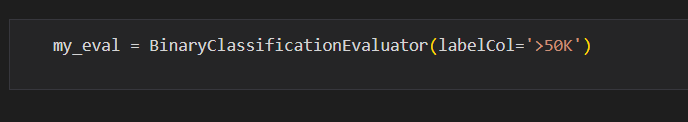 my_eval = BinaryClassificationEvaluator(labelCol='>50K')